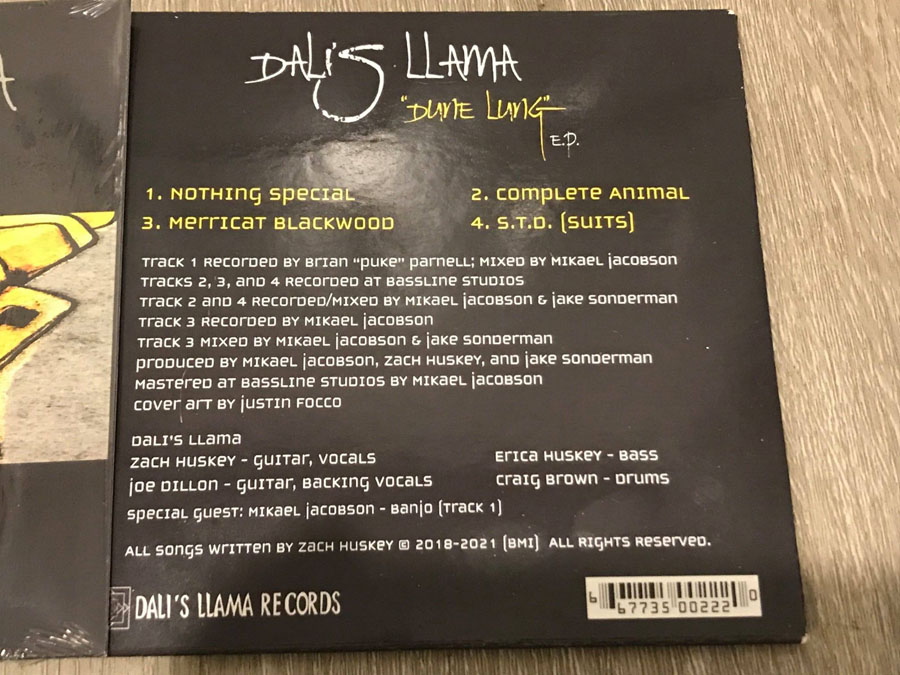 DALI'S LLAMA
"DUNE LUNG"
E.P.
1. NOTHING SPECIAL
2. COMPLETE ANIMAL
3. MERRICAT BLACKWOOD
4. S.T.D. (SUITS)
TRACK 1 RECORDED BY BRIAN "PUKE" PARNELL; MIXED BY MIKAEL JACOBSON
TRACKS 2, 3, AND 4 RECORDED AT BASSLINE STUDIOS
TRACK 2 AND 4 RECORDED/MIXED BY MIKAEL JACOBSON & JAKE SONDERMAN
TRACK 3 RECORDED BY MIKAEL JACOBSON
TRACK 3 MIXED BY MIKAEL JACOBSON & JAKE SONDERMAN
PRODUCED BY MIKAEL JACOBSON, ZACH HUSKEY, AND JAKE SONDERMAN
MASTERED AT BASSLINE STUDIOS BY MIKAEL JACOBSON
COVER ART BY JUSTIN FOCCO
DALI'S LLAMA
ZACH HUSKEY - GUITAR, VOCALS
ERICA HUSKEY - BASS
JOE DILLON - GUITAR, BACKING VOCALS
CRAIG BROWN - DRUMS
SPECIAL GUEST: MIKAEL JACOBSON - BANJO (TRACK 1)
ALL SONGS WRITTEN BY ZACH HUSKEY © 2018-2021 (BMI) ALL RIGHTS RESERVED.
DALI'S LLAMA RECORDS
6 67735 00222 0
A